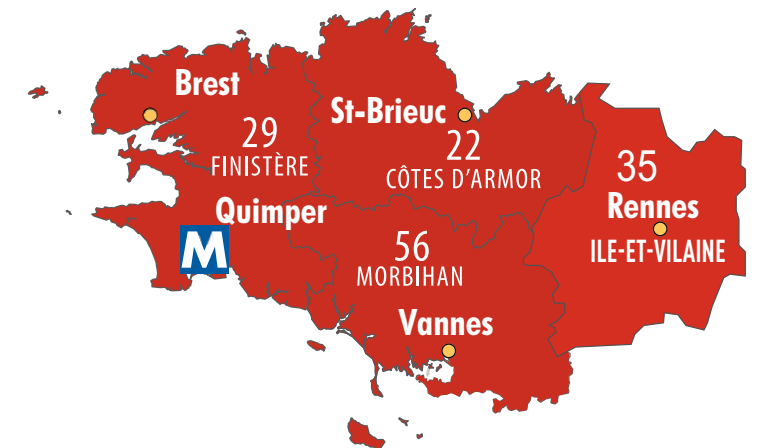 Brest
29
FINISTÈRE
St-Brieuc
22
CÔTES D'ARMOR
35
Rennes
ILE-ET-VILAINE
Quimper
M
56
MORBIHAN
Vannes